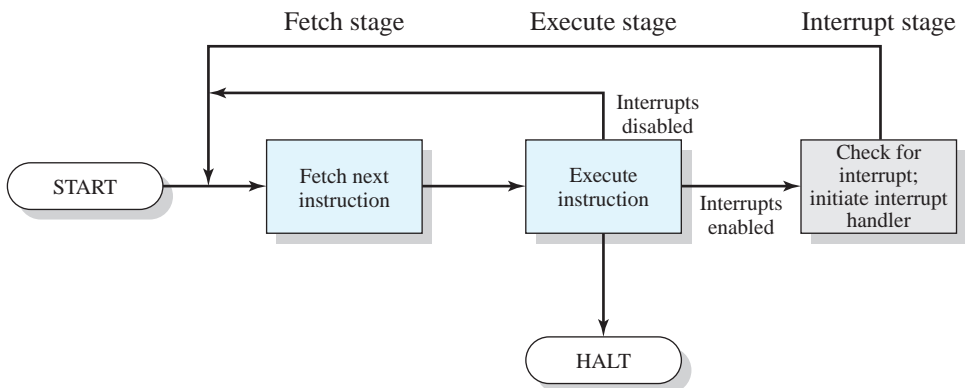 Fetch stage
Execute stage
Interrupt stage
Interrupts
disabled
START
Fetch next
instruction
Execute
instruction
Interrupts
enabled
Check for
interrupt;
initiate interrupt
handler
HALT